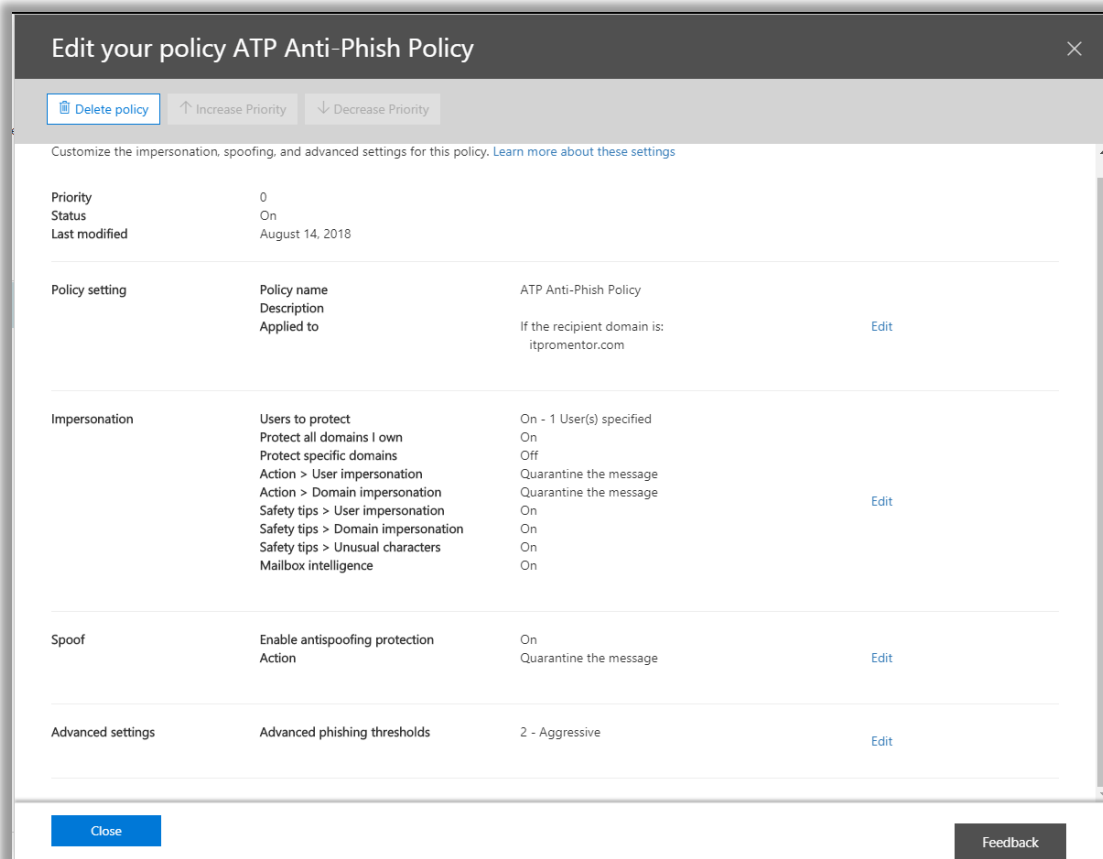 Edit your policy ATP Anti-Phish Policy
Delete policy Increase Priority Decrease Priority
Customize the impersonation, spoofing, and advanced settings for this policy. Learn more about these settings
Priority 0
Status On
Last modified August 14, 2018
Policy setting Policy name ATP Anti-Phish Policy
Description
Applied to If the recipient domain is: Edit
itpromentor.com
Impersonation Users to protect On - 1 User(s) specified
Protect all domains I own On
Protect specific domains Off
Action > User impersonation Quarantine the message
Action > Domain impersonation Quarantine the message Edit
Safety tips > User impersonation On
Safety tips > Domain impersonation On
Safety tips > Unusual characters On
Mailbox intelligence On
Spoof Enable antispoofing protection On
Action Quarantine the message Edit
Advanced settings Advanced phishing thresholds 2 - Aggressive Edit
Close
Feedback